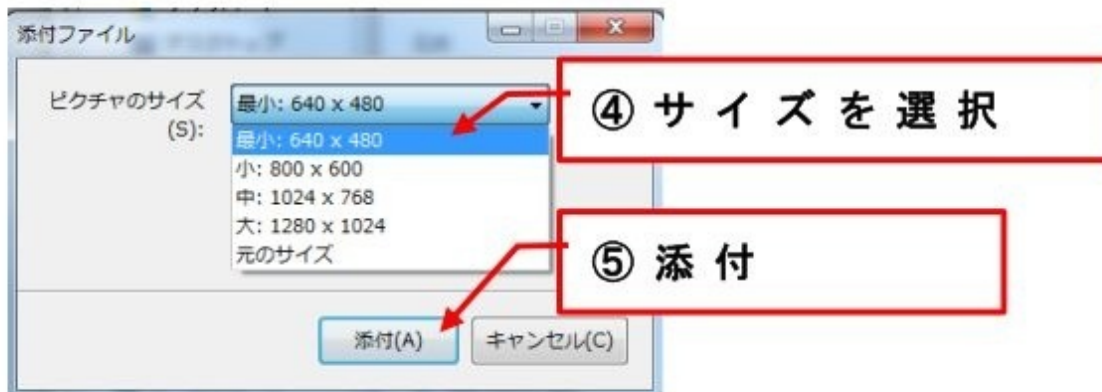 添付ファイル
ピクチャのサイズ
(S):
最小: 640 x 480
最小: 640 x 480
小: 800 x 600
中: 1024 x 768
大: 1280 x 1024
元のサイズ
④ サイズを選択
⑤ 添付
添付(A)
キャンセル(C)